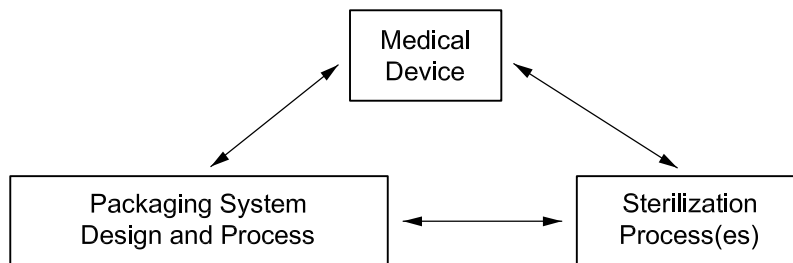 Medical
Device
Packaging System
Design and Process
Sterilization
Process(es)